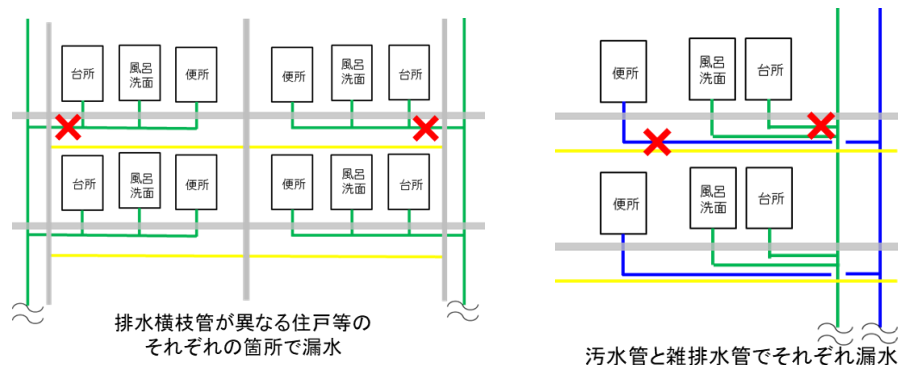 台所
風呂
洗面
便所
便所
風呂
洗面
台所
台所
風呂
洗面
便所
便所
風呂
洗面
台所
排水横枝管が異なる住戸等の
それぞれの箇所で漏水
便所
風呂
洗面
台所
便所
風呂
洗面
台所
汚水管と雑排水管でそれぞれ漏水